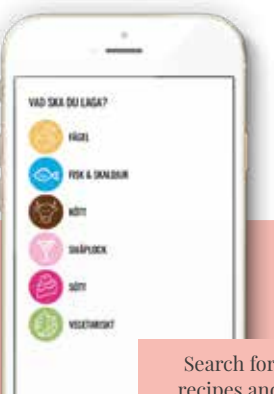 VAD SKA DU LAGA?
FÅGEL
FISK & SKALDJUR
KÖTT
SMÅPLOCK
SÖTT
VEGETARISKT
Search for
recipes and